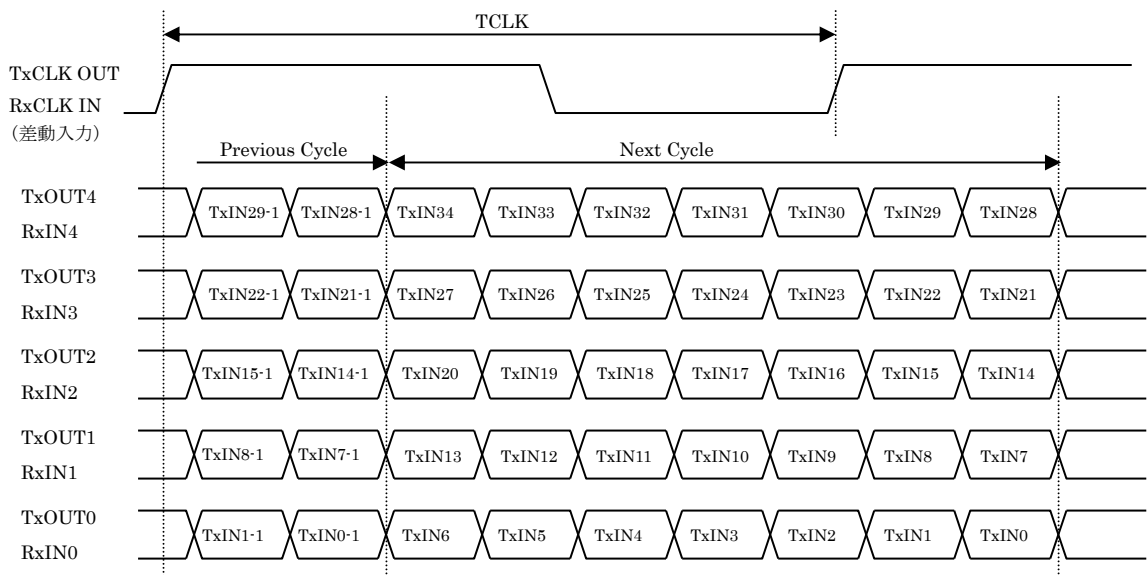 TCLK
TxCLK OUT
RxCLK IN
(差動入力)
Previous Cycle Next Cycle
TxOUT4
RxIN4
TxIN29-1 TxIN28-1 TxIN34 TxIN33 TxIN32 TxIN31 TxIN30 TxIN29 TxIN28
TxOUT3
RxIN3
TxIN22-1 TxIN21-1 TxIN27 TxIN26 TxIN25 TxIN24 TxIN23 TxIN22 TxIN21
TxOUT2
RxIN2
TxIN15-1 TxIN14-1 TxIN20 TxIN19 TxIN18 TxIN17 TxIN16 TxIN15 TxIN14
TxOUT1
RxIN1
TxIN8-1 TxIN7-1 TxIN13 TxIN12 TxIN11 TxIN10 TxIN9 TxIN8 TxIN7
TxOUT0
RxIN0
TxIN1-1 TxIN0-1 TxIN6 TxIN5 TxIN4 TxIN3 TxIN2 TxIN1 TxIN0